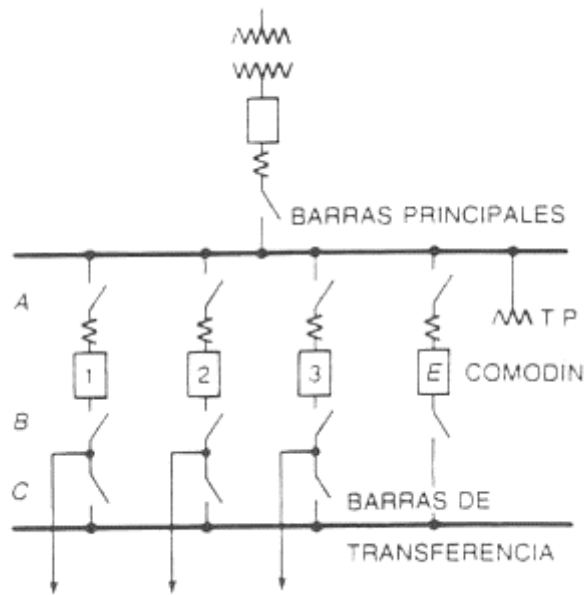 BARRAS PRINCIPALES
A
T P
1
2
3
E
COMODIN
B
C
BARRAS DE
TRANSFERENCIA